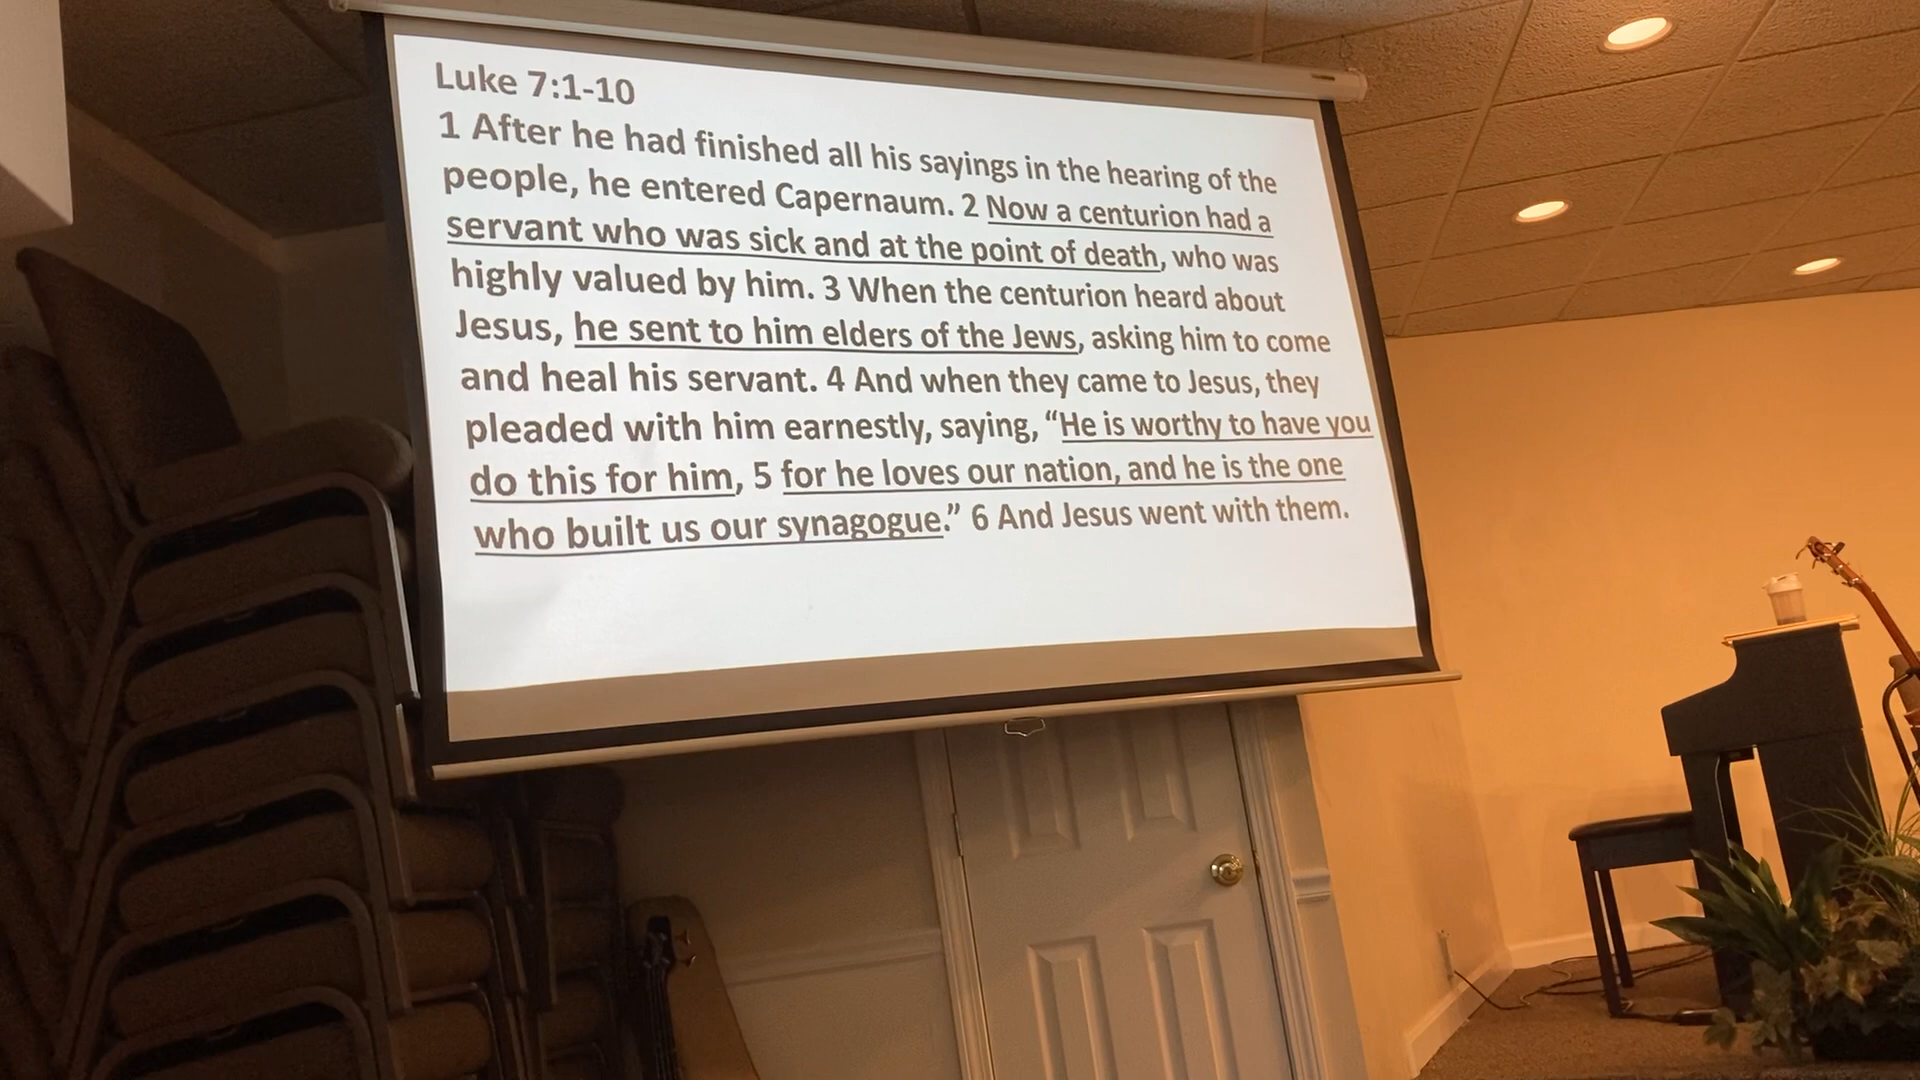 Luke 7:1-10
1 After he had finished all his sayings in the hearing of the
people, he entered Capernaum. 2 Now a centurion had a
servant who was sick and at the point of death, who was
highly valued by him. 3 When the centurion heard about
Jesus, he sent to him elders of the Jews, asking him to come
and heal his servant. 4 And when they came to Jesus, they
pleaded with him earnestly, saying, “He is worthy to have you
do this for him, 5 for he loves our nation, and he is the one
who built us our synagogue.” 6 And Jesus went with them.